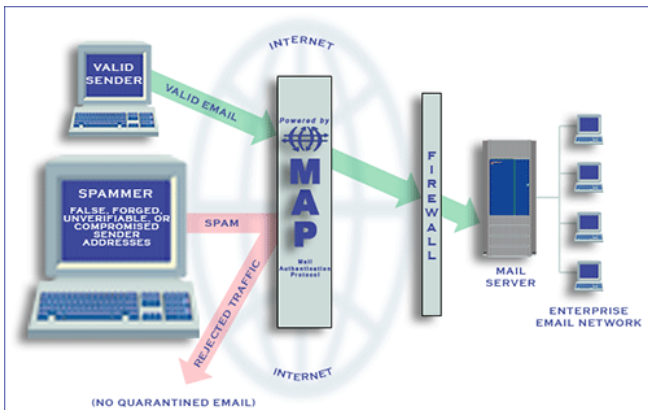 INTERNET
VALID
SENDER
VALID EMAIL
Powered by
MAP
Mail
Authentication
Protocol
FIREWALL
SPAMMER
FALSE, FORGED,
UNVERIFIABLE, OR
COMPROMISED
SENDER
ADDRESSES
SPAM
REJECTED TRAFFIC
MAIL
SERVER
ENTERPRISE
EMAIL NETWORK
INTERNET
(NO QUARANTINED EMAIL)